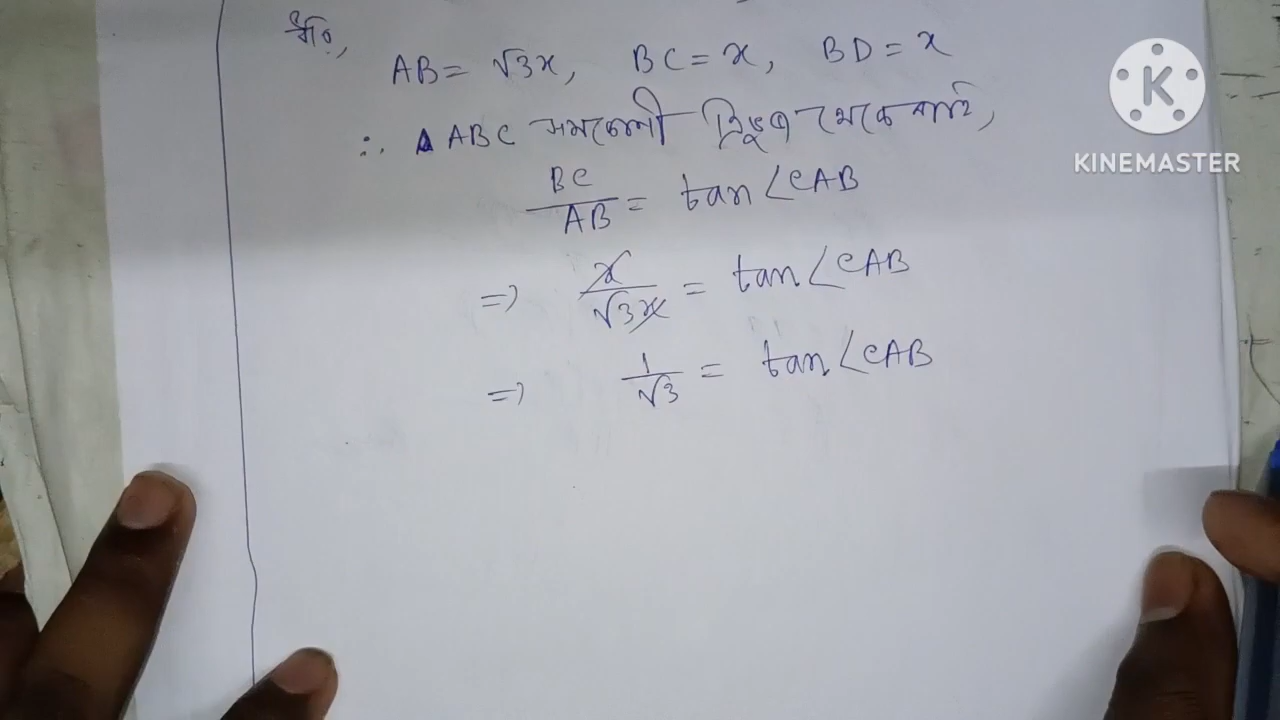 ধরি,
AB = √3x, BC = x, BD = x
∴ ΔABC সমকোণী ত্রিভুজ থেকে পাই,
BC/AB = tan∠CAB
⇒ x/√3x = tan∠CAB
⇒ 1/√3 = tan∠CAB
KINEMASTER